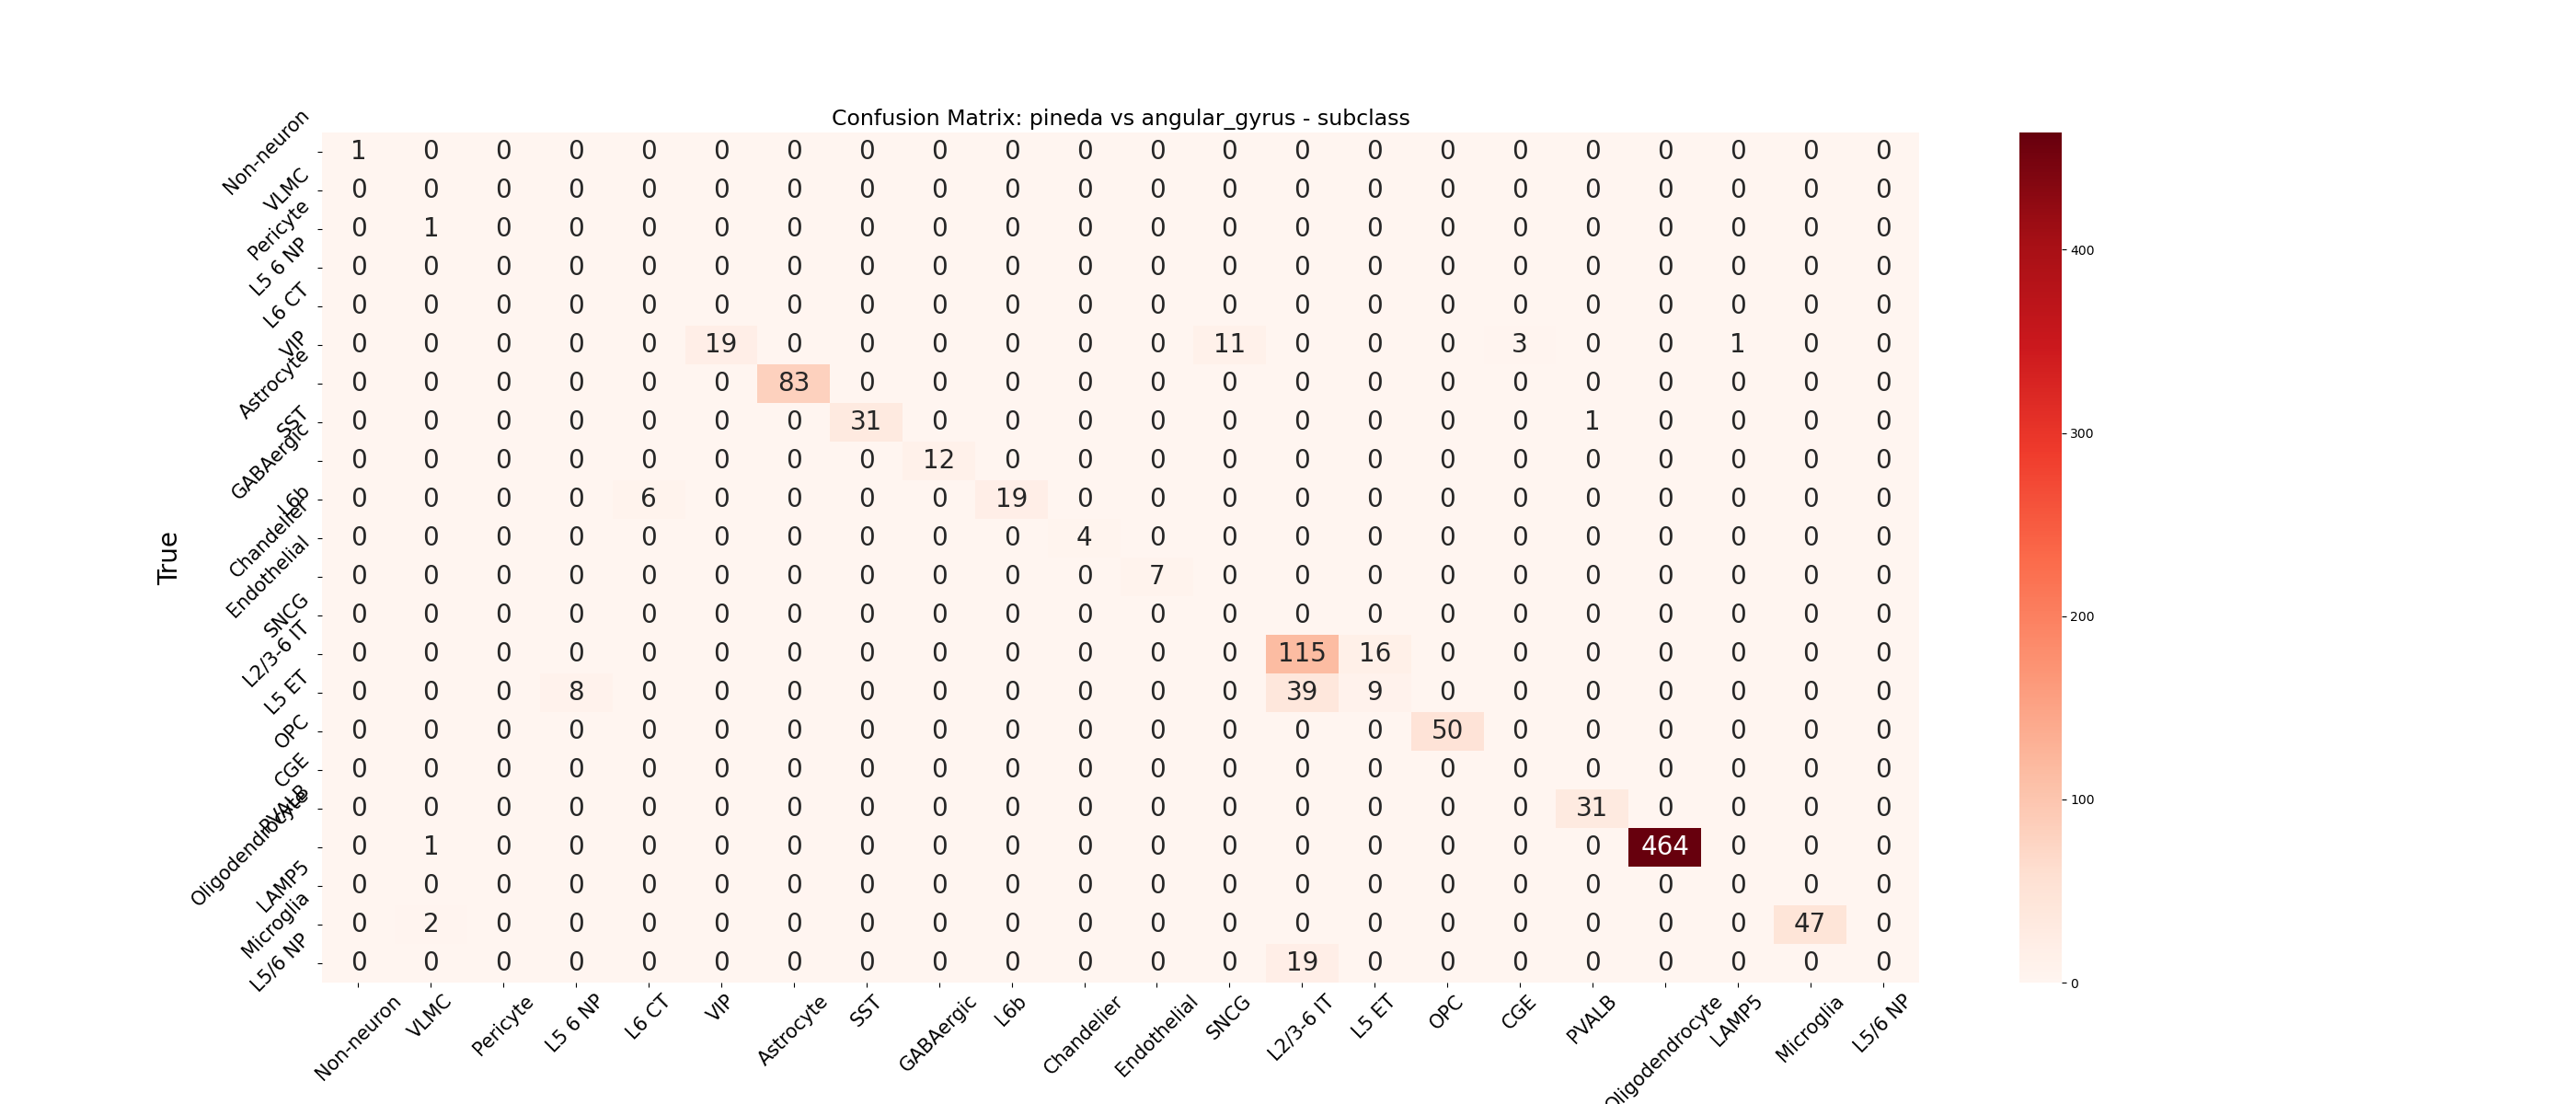 Confusion Matrix: pineda vs angular_gyrus - subclass
True
Non-neuron 1 0 0 0 0 0 0 0 0 0 0 0 0 0 0 0 0 0 0 0 0 0
VLMC 0 0 0 0 0 0 0 0 0 0 0 0 0 0 0 0 0 0 0 0 0 0
Pericyte 0 1 0 0 0 0 0 0 0 0 0 0 0 0 0 0 0 0 0 0 0 0
L5 6 NP 0 0 0 0 0 0 0 0 0 0 0 0 0 0 0 0 0 0 0 0 0 0
L6 CT 0 0 0 0 0 0 0 0 0 0 0 0 0 0 0 0 0 0 0 0 0 0
VIP 0 0 0 0 0 19 0 0 0 0 0 0 11 0 0 0 3 0 0 1 0 0
Astrocyte 0 0 0 0 0 0 83 0 0 0 0 0 0 0 0 0 0 0 0 0 0 0
SST 0 0 0 0 0 0 0 31 0 0 0 0 0 0 0 0 0 1 0 0 0 0
GABAergic 0 0 0 0 0 0 0 0 12 0 0 0 0 0 0 0 0 0 0 0 0 0
L6b 0 0 0 0 6 0 0 0 0 19 0 0 0 0 0 0 0 0 0 0 0 0
Chandelier 0 0 0 0 0 0 0 0 0 0 4 0 0 0 0 0 0 0 0 0 0 0
Endothelial 0 0 0 0 0 0 0 0 0 0 0 7 0 0 0 0 0 0 0 0 0 0
SNCG 0 0 0 0 0 0 0 0 0 0 0 0 0 0 0 0 0 0 0 0 0 0
L2/3-6 IT 0 0 0 0 0 0 0 0 0 0 0 0 0 115 16 0 0 0 0 0 0 0
L5 ET 0 0 0 8 0 0 0 0 0 0 0 0 0 39 9 0 0 0 0 0 0 0
OPC 0 0 0 0 0 0 0 0 0 0 0 0 0 0 0 50 0 0 0 0 0 0
CGE 0 0 0 0 0 0 0 0 0 0 0 0 0 0 0 0 0 0 0 0 0 0
PVALB 0 0 0 0 0 0 0 0 0 0 0 0 0 0 0 0 0 31 0 0 0 0
Oligodendrocyte 0 1 0 0 0 0 0 0 0 0 0 0 0 0 0 0 0 0 464 0 0 0
LAMP5 0 0 0 0 0 0 0 0 0 0 0 0 0 0 0 0 0 0 0 0 0 0
Microglia 0 2 0 0 0 0 0 0 0 0 0 0 0 0 0 0 0 0 0 0 47 0
L5/6 NP 0 0 0 0 0 0 0 0 0 0 0 0 0 19 0 0 0 0 0 0 0 0
Non-neuron VLMC Pericyte L5 6 NP L6 CT VIP Astrocyte SST GABAergic L6b Chandelier Endothelial SNCG L2/3-6 IT L5 ET OPC CGE PVALB Oligodendrocyte LAMP5 Microglia L5/6 NP
400
300
200
100
0